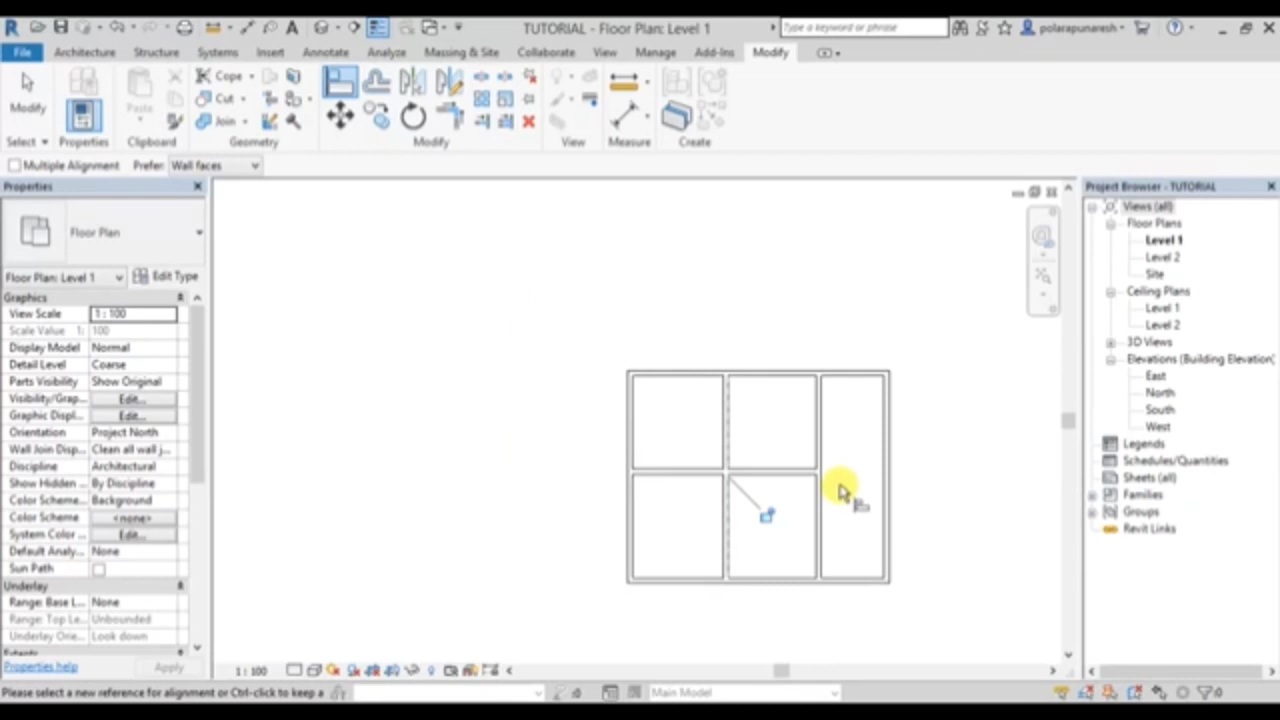 TUTORIAL - Floor Plan: Level 1
Type a keyword or phrase
polarapunaresh
File
Architecture
Structure
Systems
Insert
Annotate
Analyze
Massing & Site
Collaborate
View
Manage
Add-Ins
Modify
Modify
Paste
Cope
Cut
Join
Select
Properties
Clipboard
Geometry
Modify
View
Measure
Create
Multiple Alignment
Prefer:
Wall faces
Properties
Floor Plan
Floor Plan: Level 1
Edit Type
Graphics
View Scale
1 : 100
Scale Value 1:
100
Display Model
Normal
Detail Level
Coarse
Parts Visibility
Show Original
Visibility/Grap...
Edit...
Graphic Displ...
Edit...
Orientation
Project North
Wall Join Disp...
Clean all wall j...
Discipline
Architectural
Show Hidden ...
By Discipline
Color Scheme...
Background
Color Scheme
<none>
System Color ...
Edit...
Default Analy...
None
Sun Path
Underlay
Range: Base L...
None
Range: Top Le...
Unbounded
Underlay Orie...
Look down
Extents
Properties help
Apply
Project Browser - TUTORIAL
Views (all)
Floor Plans
Level 1
Level 2
Site
Ceiling Plans
Level 1
Level 2
3D Views
Elevations (Building Elevation)
East
North
South
West
Legends
Schedules/Quantities
Sheets (all)
Families
Groups
Revit Links
1 : 100
Please select a new reference for alignment or Ctrl-click to keep a
:0
Main Model
:0